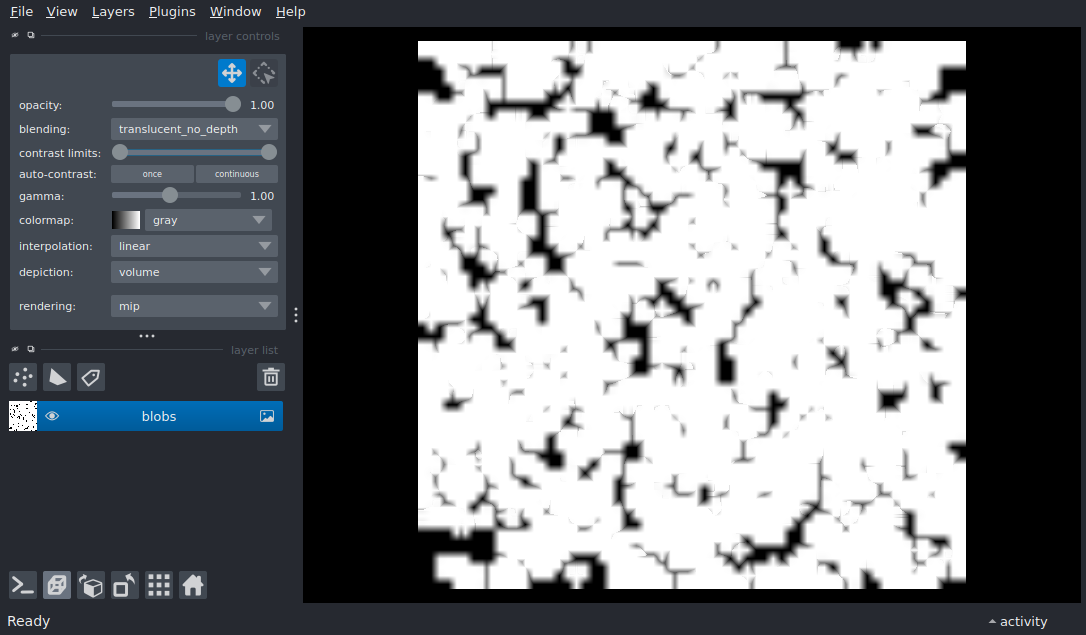 File View Layers Plugins Window Help
layer controls
opacity: 1.00
blending: translucent_no_depth
contrast limits:
auto-contrast: once continuous
gamma: 1.00
colormap: gray
interpolation: linear
depiction: volume
rendering: mip
layer list
blobs
Ready activity